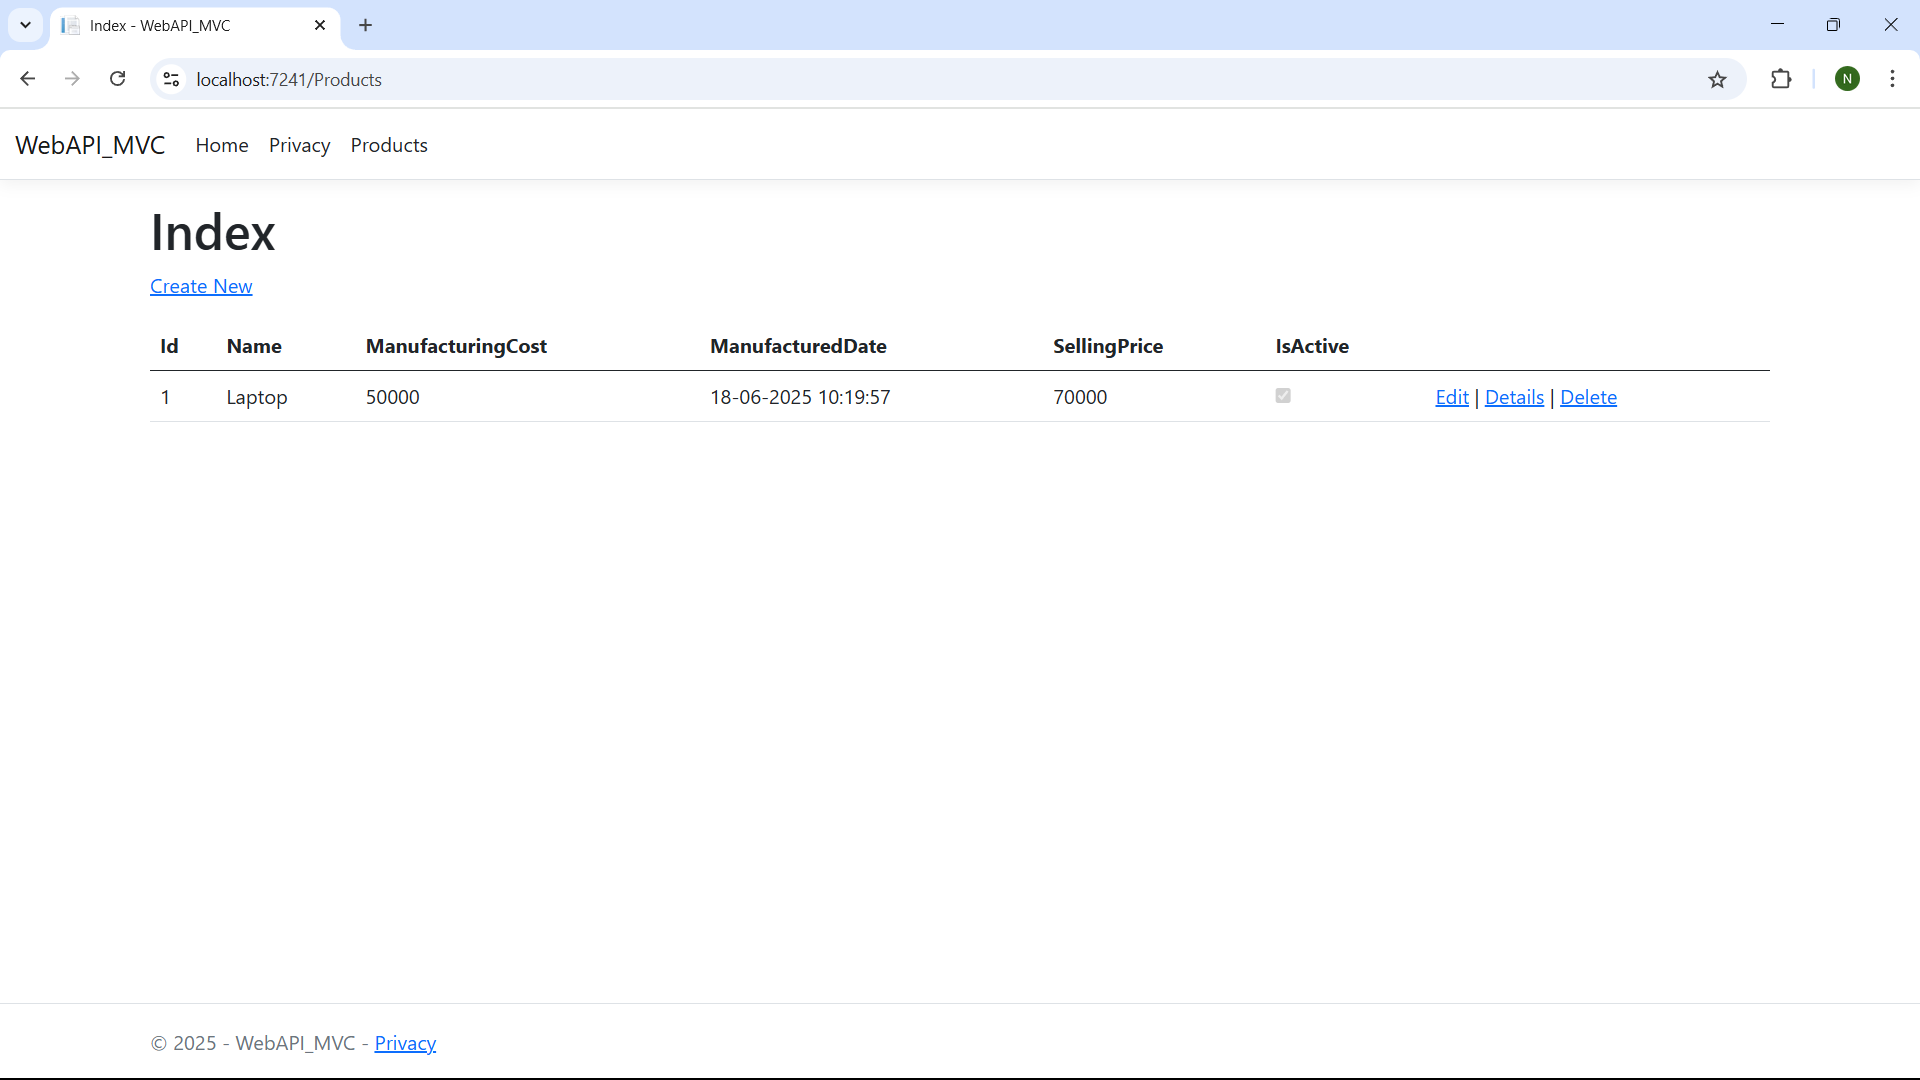 Index - WebAPI_MVC
localhost:7241/Products
N
WebAPI_MVC Home Privacy Products
Index
Create New
Id Name ManufacturingCost ManufacturedDate SellingPrice IsActive
1 Laptop 50000 18-06-2025 10:19:57 70000 Edit | Details | Delete
© 2025 - WebAPI_MVC - Privacy